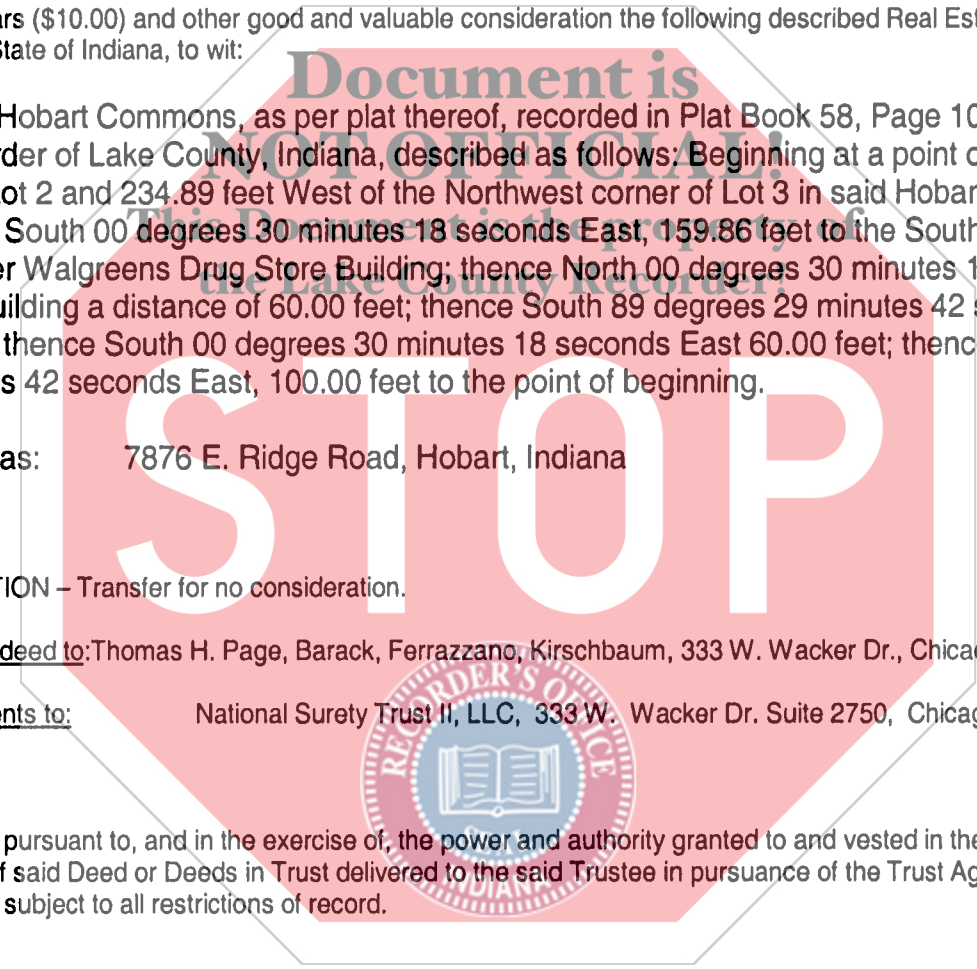 rs ($10.00) and other good and valuable consideration the following described Real Est
State of Indiana, to wit:
Document is
NOT OFFICIAL!
This Document is the property of
the Lake County Recorder!
Hobart Commons, as per plat thereof, recorded in Plat Book 58, Page 10
der of Lake County, Indiana, described as follows: Beginning at a point o
ot 2 and 234.89 feet West of the Northwest corner of Lot 3 in said Hobar
South 00 degrees 30 minutes 18 seconds East, 159.86 feet to the South
er Walgreens Drug Store Building; thence North 00 degrees 30 minutes 1
uilding a distance of 60.00 feet; thence South 89 degrees 29 minutes 42 s
thence South 00 degrees 30 minutes 18 seconds East 60.00 feet; thenc
s 42 seconds East, 100.00 feet to the point of beginning.
STOP
as: 7876 E. Ridge Road, Hobart, Indiana
TION – Transfer for no consideration.
deed to:Thomas H. Page, Barack, Ferrazzano, Kirschbaum, 333 W. Wacker Dr., Chica
ents to: National Surety Trust II, LLC, 333 W. Wacker Dr. Suite 2750, Chicag
RECORDER'S OFFICE
INDIANA
pursuant to, and in the exercise of, the power and authority granted to and vested in the
f said Deed or Deeds in Trust delivered to the said Trustee in pursuance of the Trust Ag
subject to all restrictions of record.